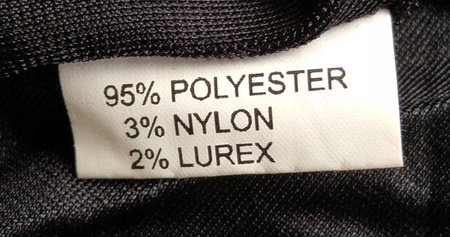 95% POLYESTER
3% NYLON
2% LUREX